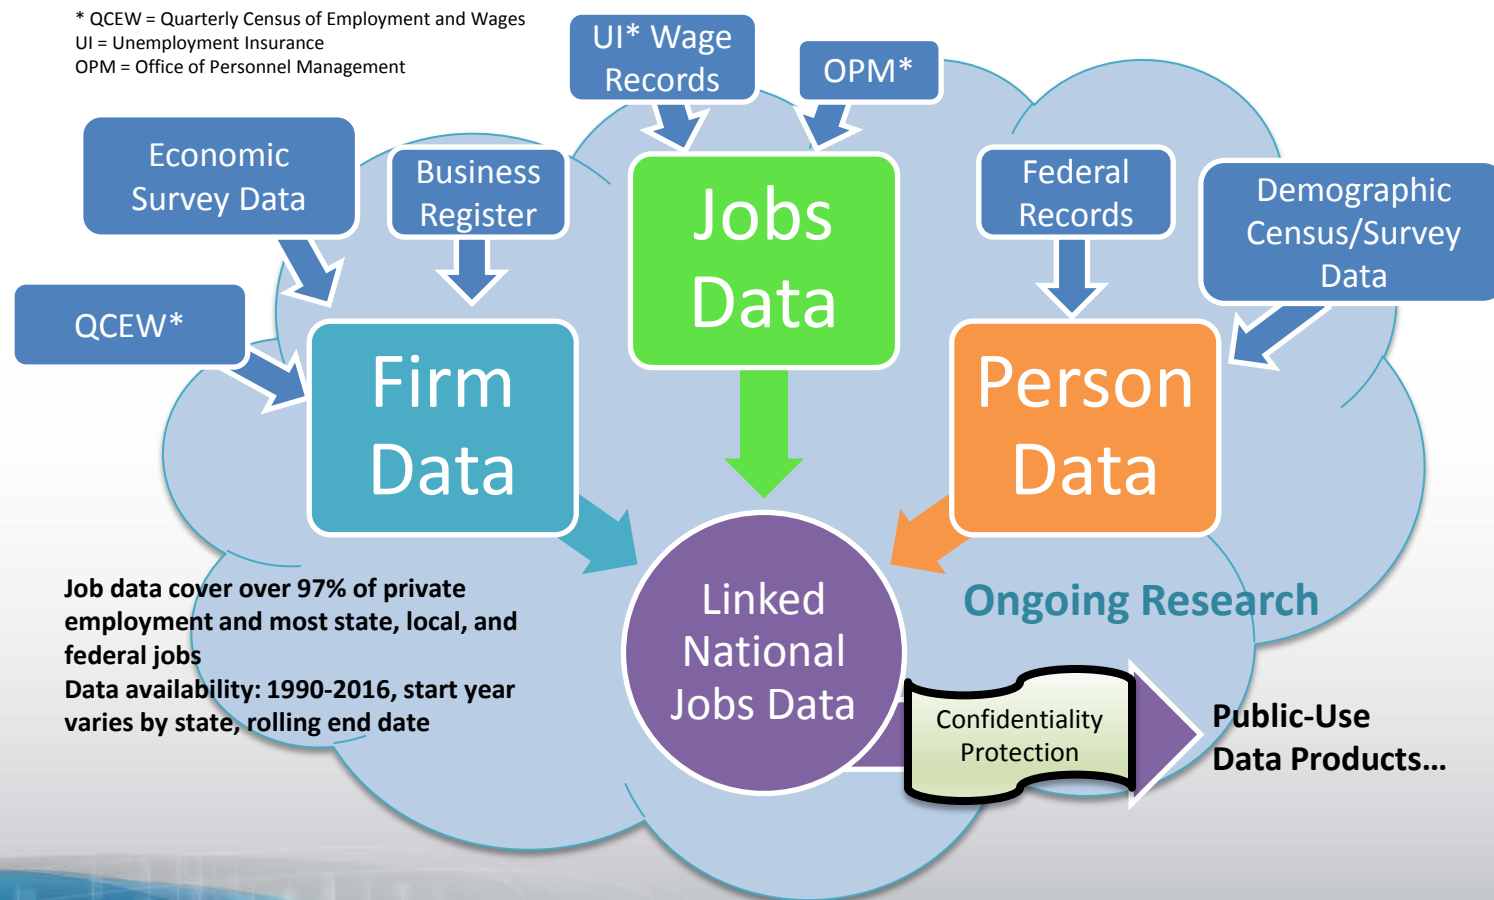 * QCEW = Quarterly Census of Employment and Wages
UI = Unemployment Insurance
OPM = Office of Personnel Management
UI* Wage
Records
OPM*
Economic
Survey Data
Business
Register
Federal
Records
Demographic
Census/Survey
Data
QCEW*
Jobs
Data
Firm
Data
Person
Data
Linked
National
Jobs Data
Ongoing Research
Job data cover over 97% of private
employment and most state, local, and
federal jobs
Data availability: 1990-2016, start year
varies by state, rolling end date
Confidentiality
Protection
Public-Use
Data Products…